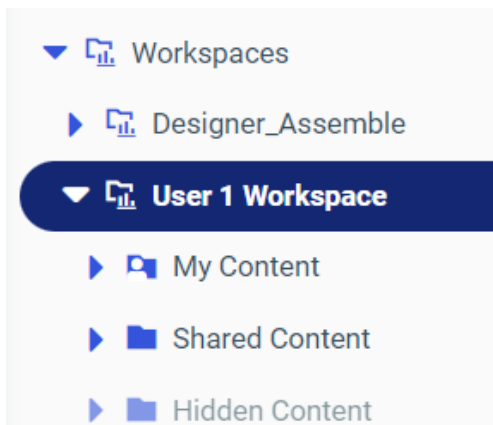 Workspaces
Designer_Assemble
User 1 Workspace
My Content
Shared Content
Hidden Content